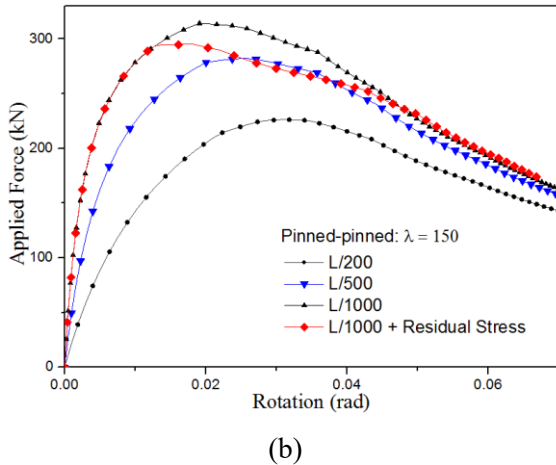 300
200
100
0
Applied Force (kN)
Pinned-pinned: λ = 150
L/200
L/500
L/1000
L/1000 + Residual Stress
0.00 0.02 0.04 0.06
Rotation (rad)
(b)